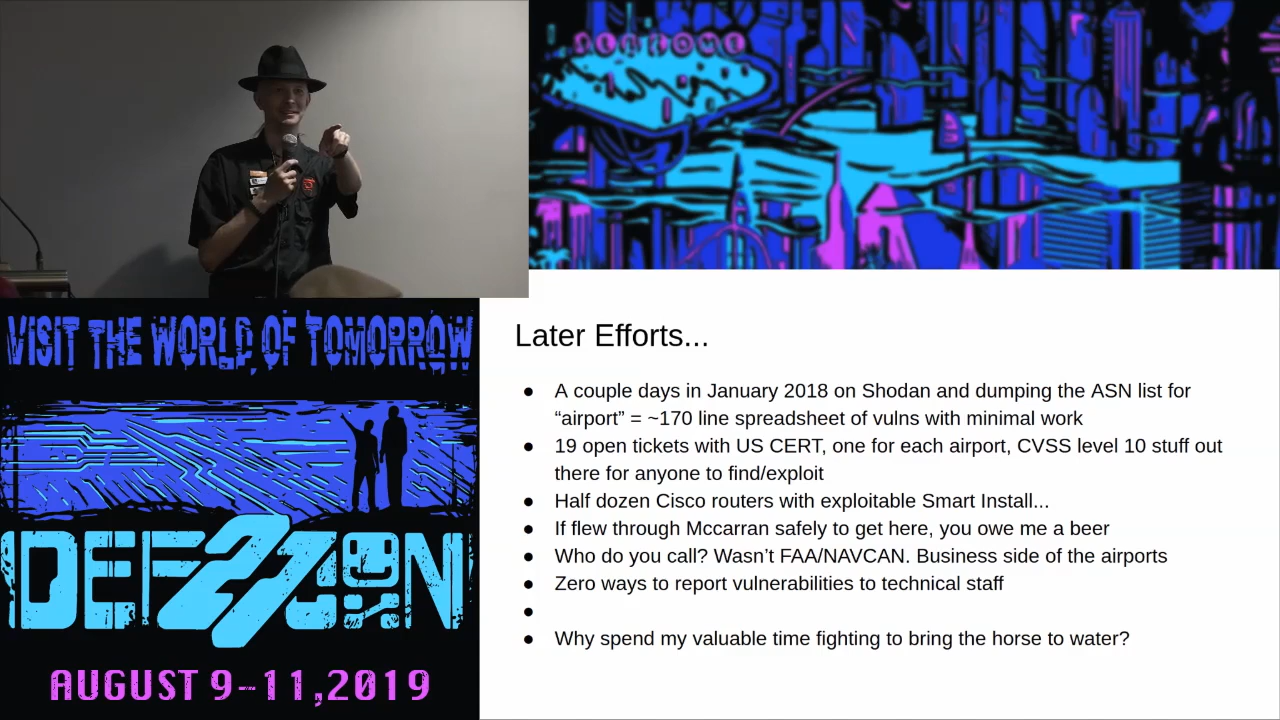 WELCOME
VISIT THE WORLD OF TOMORROW
DEF27CON
AUGUST 9-11,2019
Later Efforts...
● A couple days in January 2018 on Shodan and dumping the ASN list for
“airport” = ~170 line spreadsheet of vulns with minimal work
● 19 open tickets with US CERT, one for each airport, CVSS level 10 stuff out
there for anyone to find/exploit
● Half dozen Cisco routers with exploitable Smart Install...
● If flew through Mccarran safely to get here, you owe me a beer
● Who do you call? Wasn’t FAA/NAVCAN. Business side of the airports
● Zero ways to report vulnerabilities to technical staff
●
● Why spend my valuable time fighting to bring the horse to water?